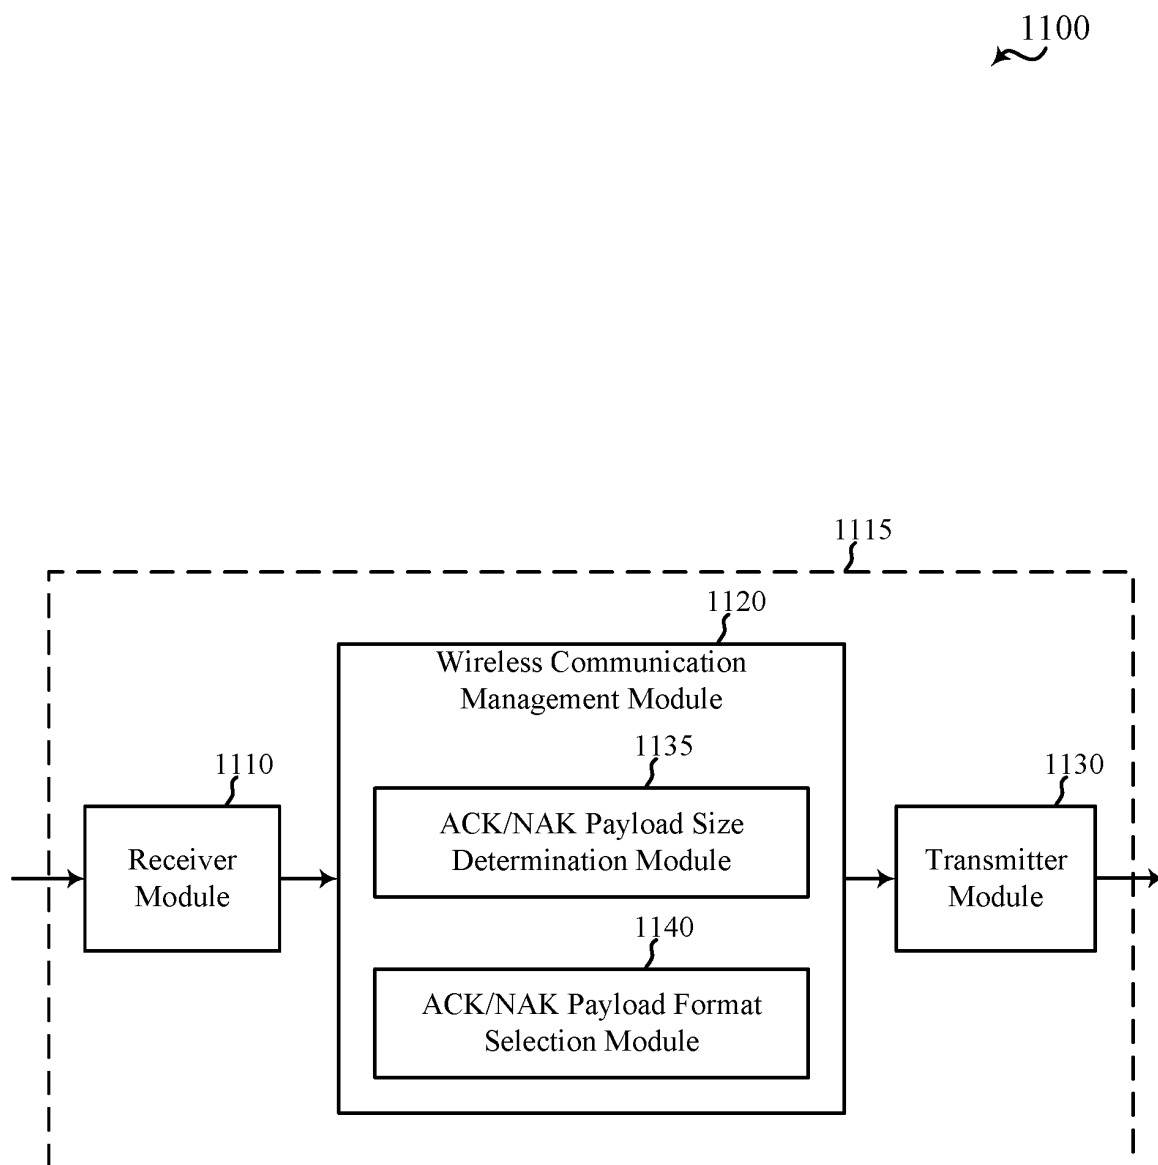 1100
1115
1120
Wireless Communication
Management Module
1135
ACK/NAK Payload Size
Determination Module
1140
ACK/NAK Payload Format
Selection Module
1110
Receiver
Module
1130
Transmitter
Module